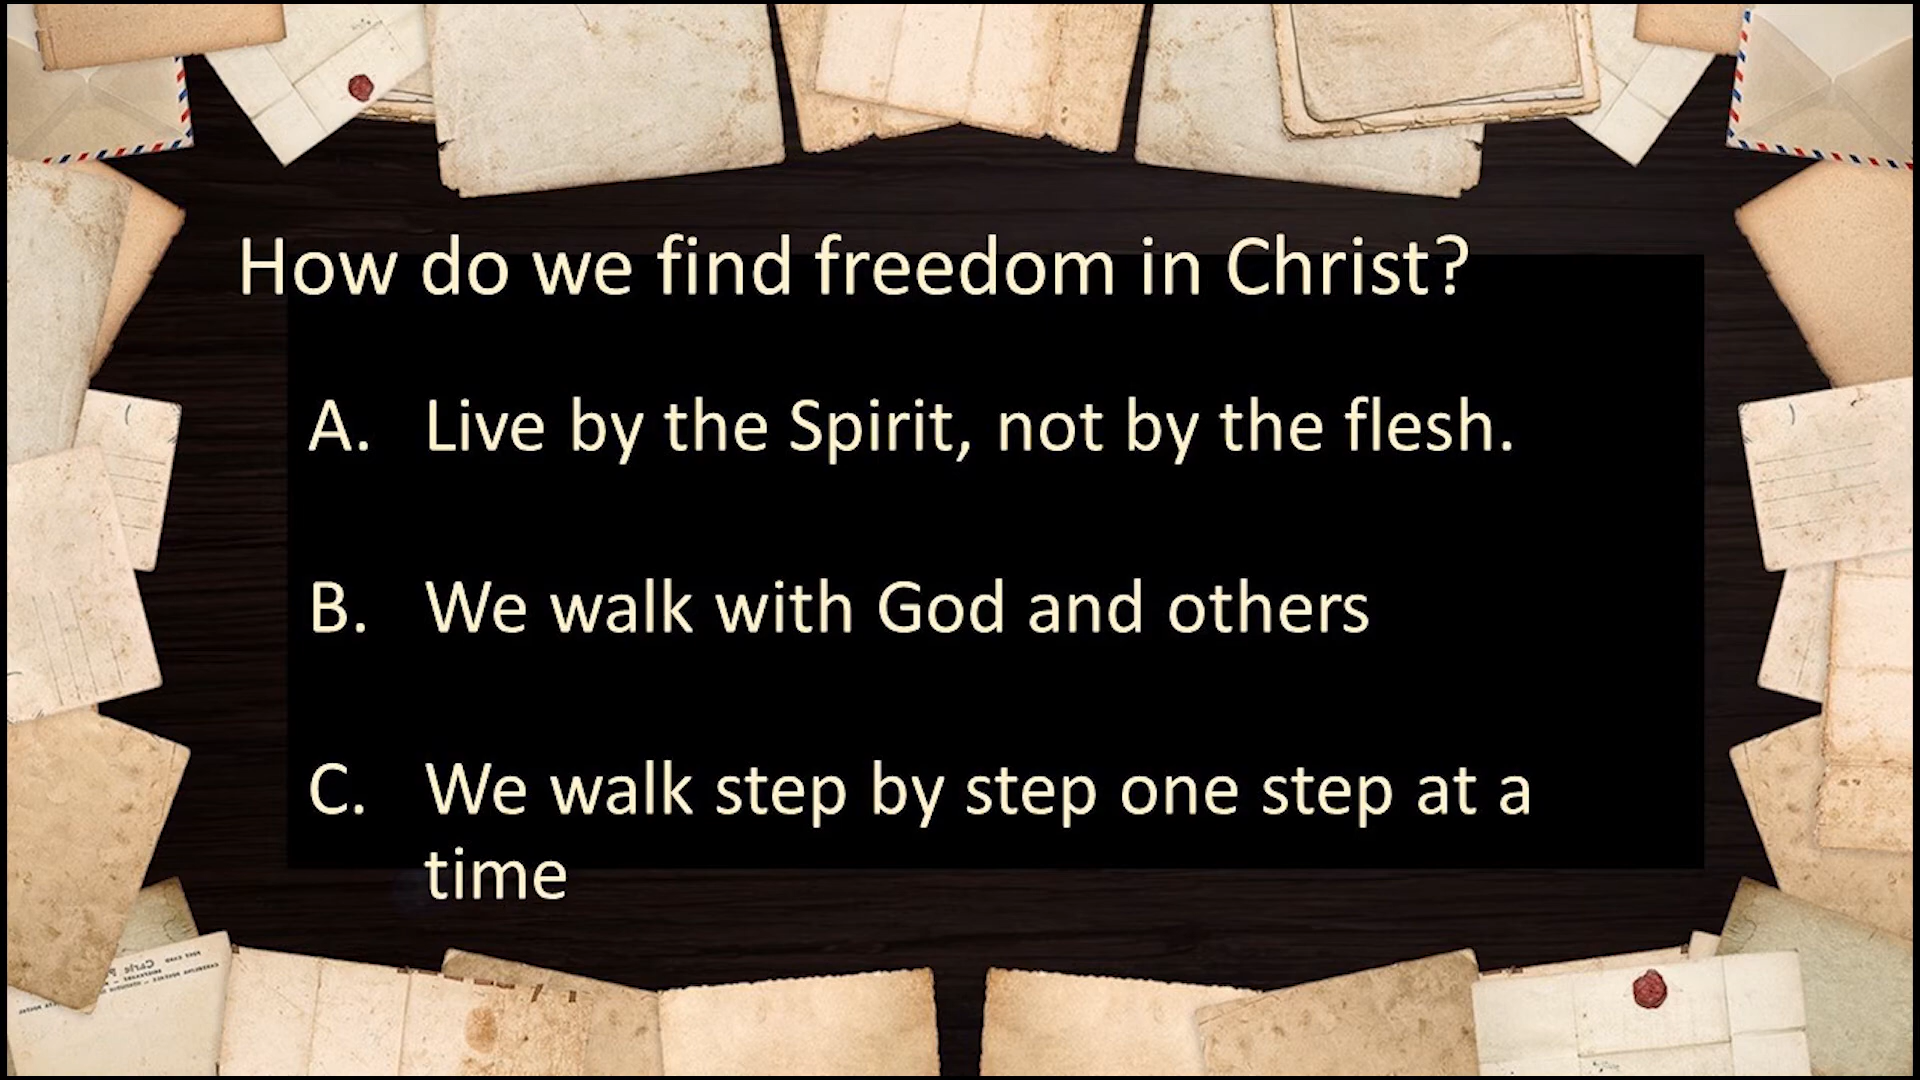 How do we find freedom in Christ?
A. Live by the Spirit, not by the flesh.
B. We walk with God and others
C. We walk step by step one step at a
time